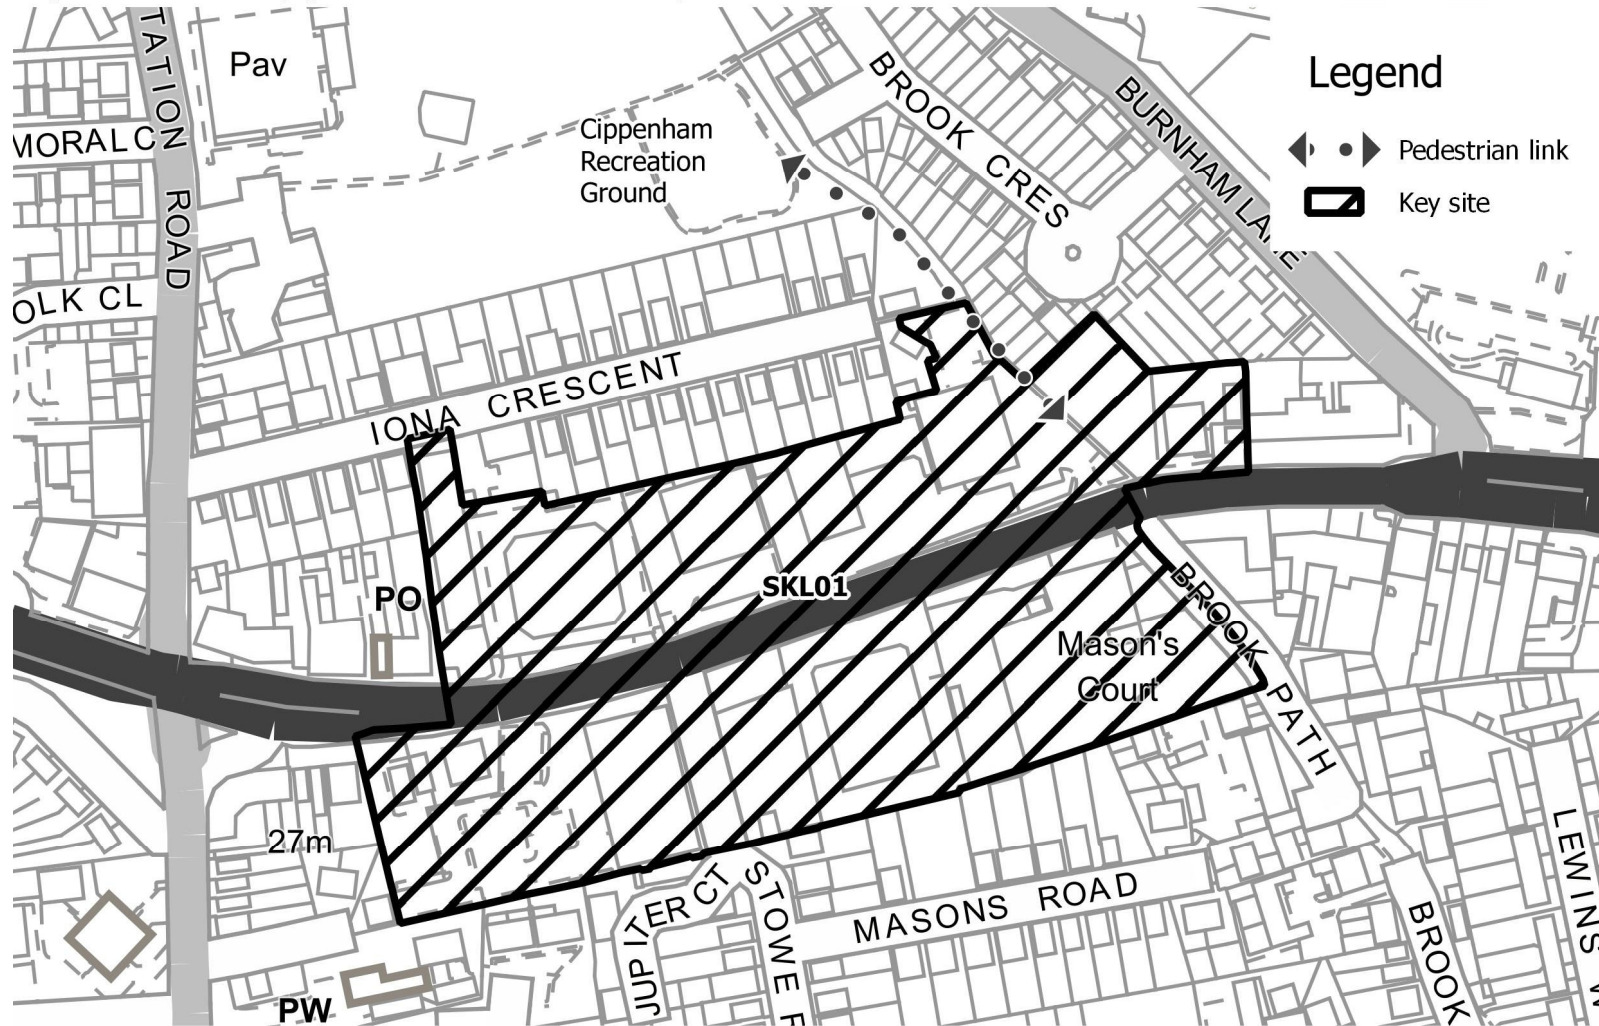 TATION ROAD
Pav
MORAL C
OLK CL
Cippenham
Recreation
Ground
BROOK CRES
BURNHAM LANE
Legend
Pedestrian link
Key site
IONA CRESCENT
PO
SKL01
Mason's
Court
BROOK PATH
27m
JUPITER CT
STOWE R
MASONS ROAD
LEWINS W
BROOK
PW